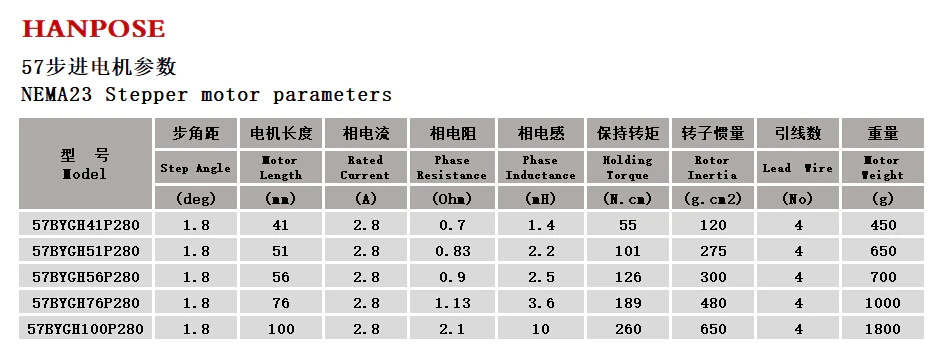 HANPOSE
57步进电机参数
NEMA23 Stepper motor parameters
型 号 步角距 电机长度 相电流 相电阻 相电感 保持转矩 转子惯量 引线数 重量
Model Step Angle Motor Length Rated Current Phase Resistance Phase Inductance Holding Torque Rotor Inertia Lead Wire Motor Weight
(deg) (mm) (A) (Ohm) (mH) (N.cm) (g.cm2) (No) (g)
57BYGH41P280 1.8 41 2.8 0.7 1.4 55 120 4 450
57BYGH51P280 1.8 51 2.8 0.83 2.2 101 275 4 650
57BYGH56P280 1.8 56 2.8 0.9 2.5 126 300 4 700
57BYGH76P280 1.8 76 2.8 1.13 3.6 189 480 4 1000
57BYGH100P280 1.8 100 2.8 2.1 10 260 650 4 1800